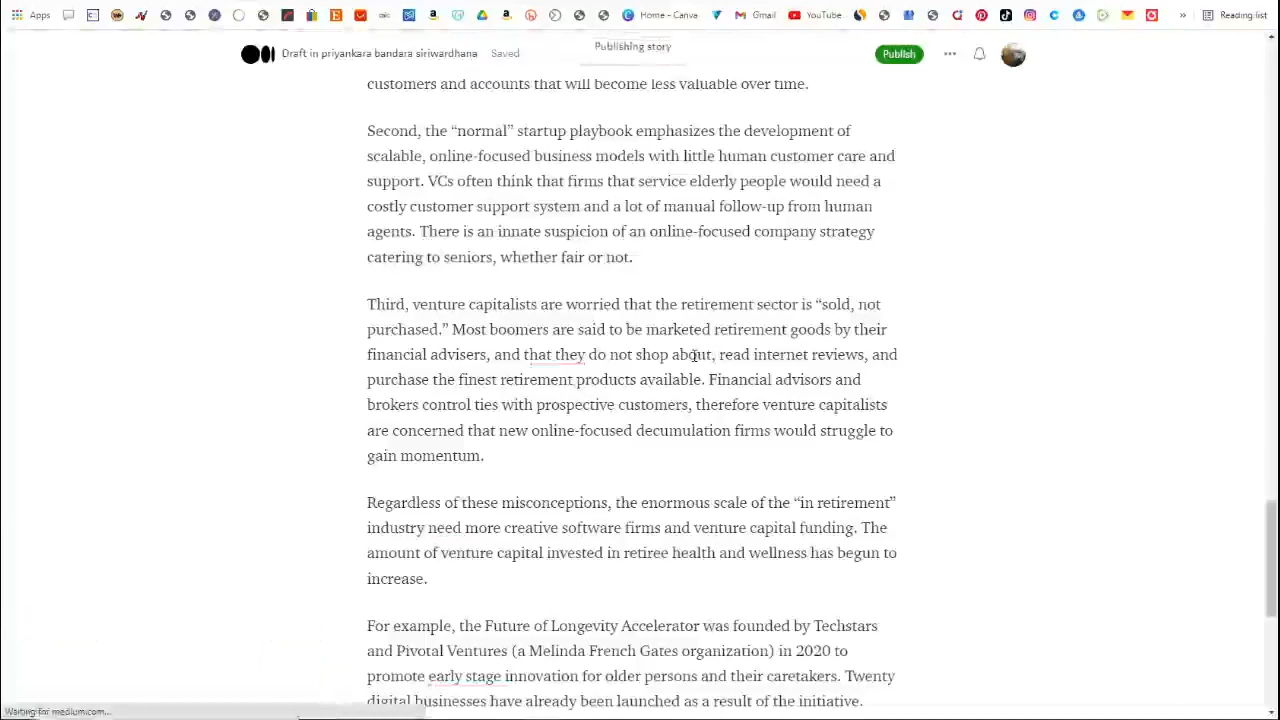 Apps
Home - Canva
Gmail
YouTube
Reading list
Draft in priyankara bandara siriwardhana
Saved
Publishing story
Publish
customers and accounts that will become less valuable over time.
Second, the “normal” startup playbook emphasizes the development of
scalable, online-focused business models with little human customer care and
support. VCs often think that firms that service elderly people would need a
costly customer support system and a lot of manual follow-up from human
agents. There is an innate suspicion of an online-focused company strategy
catering to seniors, whether fair or not.
Third, venture capitalists are worried that the retirement sector is “sold, not
purchased.” Most boomers are said to be marketed retirement goods by their
financial advisers, and that they do not shop about, read internet reviews, and
purchase the finest retirement products available. Financial advisors and
brokers control ties with prospective customers, therefore venture capitalists
are concerned that new online-focused decumulation firms would struggle to
gain momentum.
Regardless of these misconceptions, the enormous scale of the “in retirement”
industry need more creative software firms and venture capital funding. The
amount of venture capital invested in retiree health and wellness has begun to
increase.
For example, the Future of Longevity Accelerator was founded by Techstars
and Pivotal Ventures (a Melinda French Gates organization) in 2020 to
promote early stage innovation for older persons and their caretakers. Twenty
digital businesses have already been launched as a result of the initiative.
Waiting for medium.com...